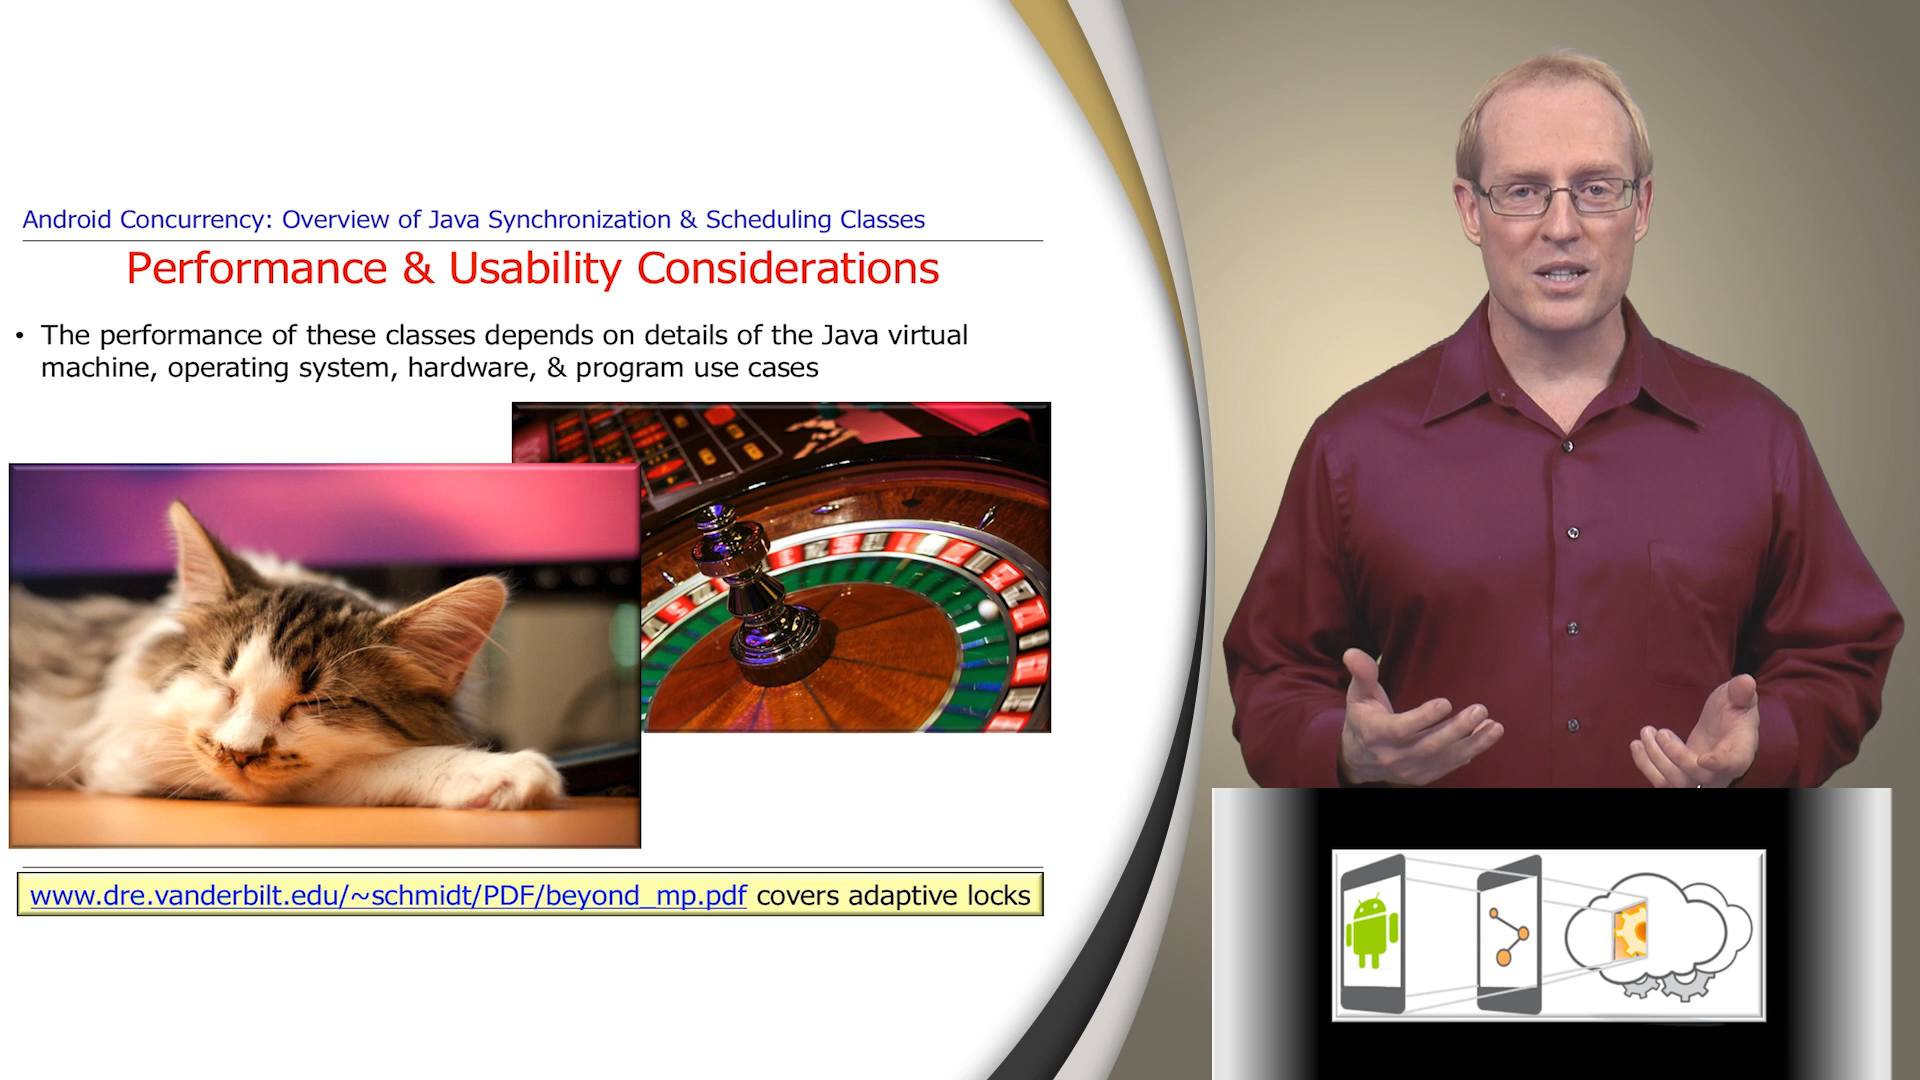 Android Concurrency: Overview of Java Synchronization & Scheduling Classes
Performance & Usability Considerations
• The performance of these classes depends on details of the Java virtual
machine, operating system, hardware, & program use cases
www.dre.vanderbilt.edu/~schmidt/PDF/beyond_mp.pdf covers adaptive locks